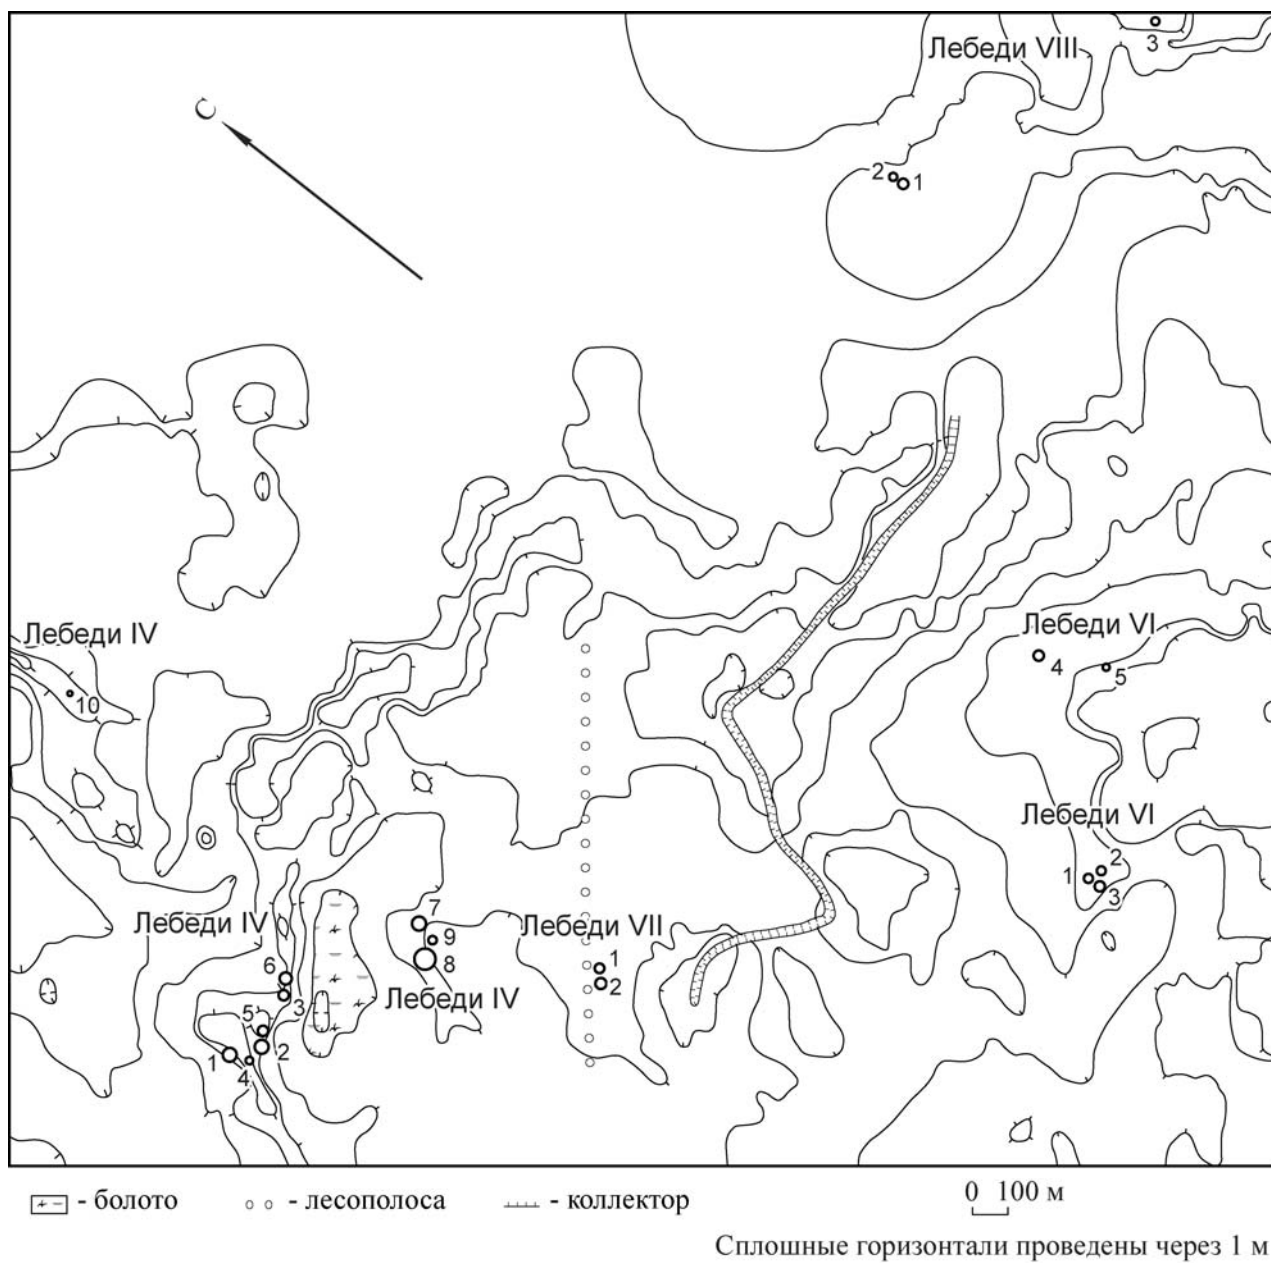 3
Лебеди VIII
С
2
1
Лебеди VI
4
5
Лебеди IV
10
Лебеди VI
1
2
3
Лебеди IV
7
9
8
Лебеди VII
1
2
6
3
Лебеди IV
5
2
1
4
- болото
- лесополоса
- коллектор
0 100 м
Сплошные горизонтали проведены через 1 м